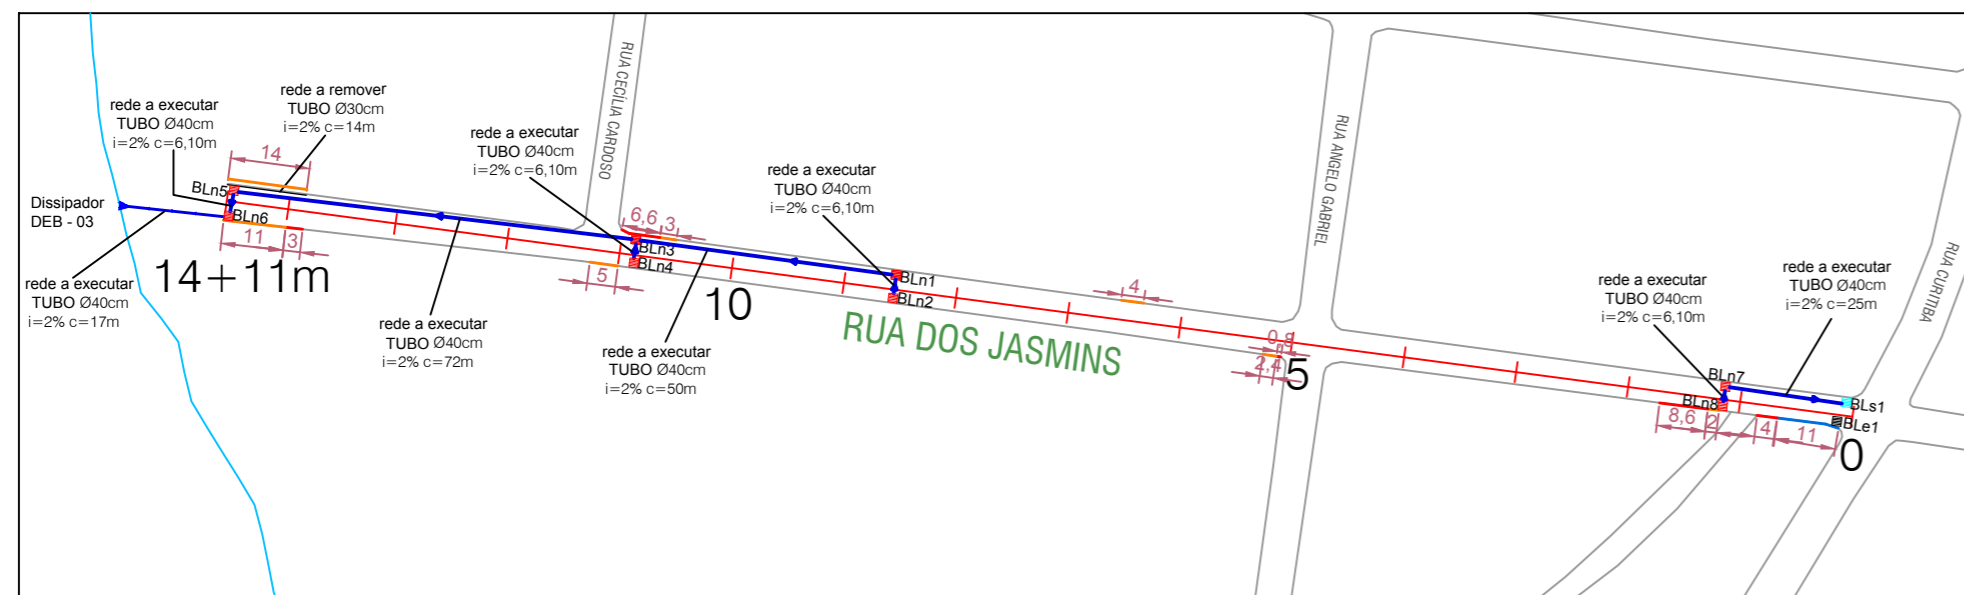 rede a executar
TUBO Ø40cm
i=2% c=6,10m
rede a remover
TUBO Ø30cm
i=2% c=14m
14
BLn5
BLn6
Dissipador
DEB - 03
11
3
14+11m
rede a executar
TUBO Ø40cm
i=2% c=17m
rede a executar
TUBO Ø40cm
i=2% c=72m
rede a executar
TUBO Ø40cm
i=2% c=6,10m
RUA CECÍLIA CARDOSO
6,6
3
BLn3
BLn4
5
10
rede a executar
TUBO Ø40cm
i=2% c=50m
rede a executar
TUBO Ø40cm
i=2% c=6,10m
BLn1
BLn2
RUA DOS JASMINS
4
0,8
2,4
5
RUA ANGELO GABRIEL
rede a executar
TUBO Ø40cm
i=2% c=6,10m
rede a executar
TUBO Ø40cm
i=2% c=25m
BLn7
BLn8
8,6
2
4
11
BLs1
BLe1
0
RUA CURITIBA